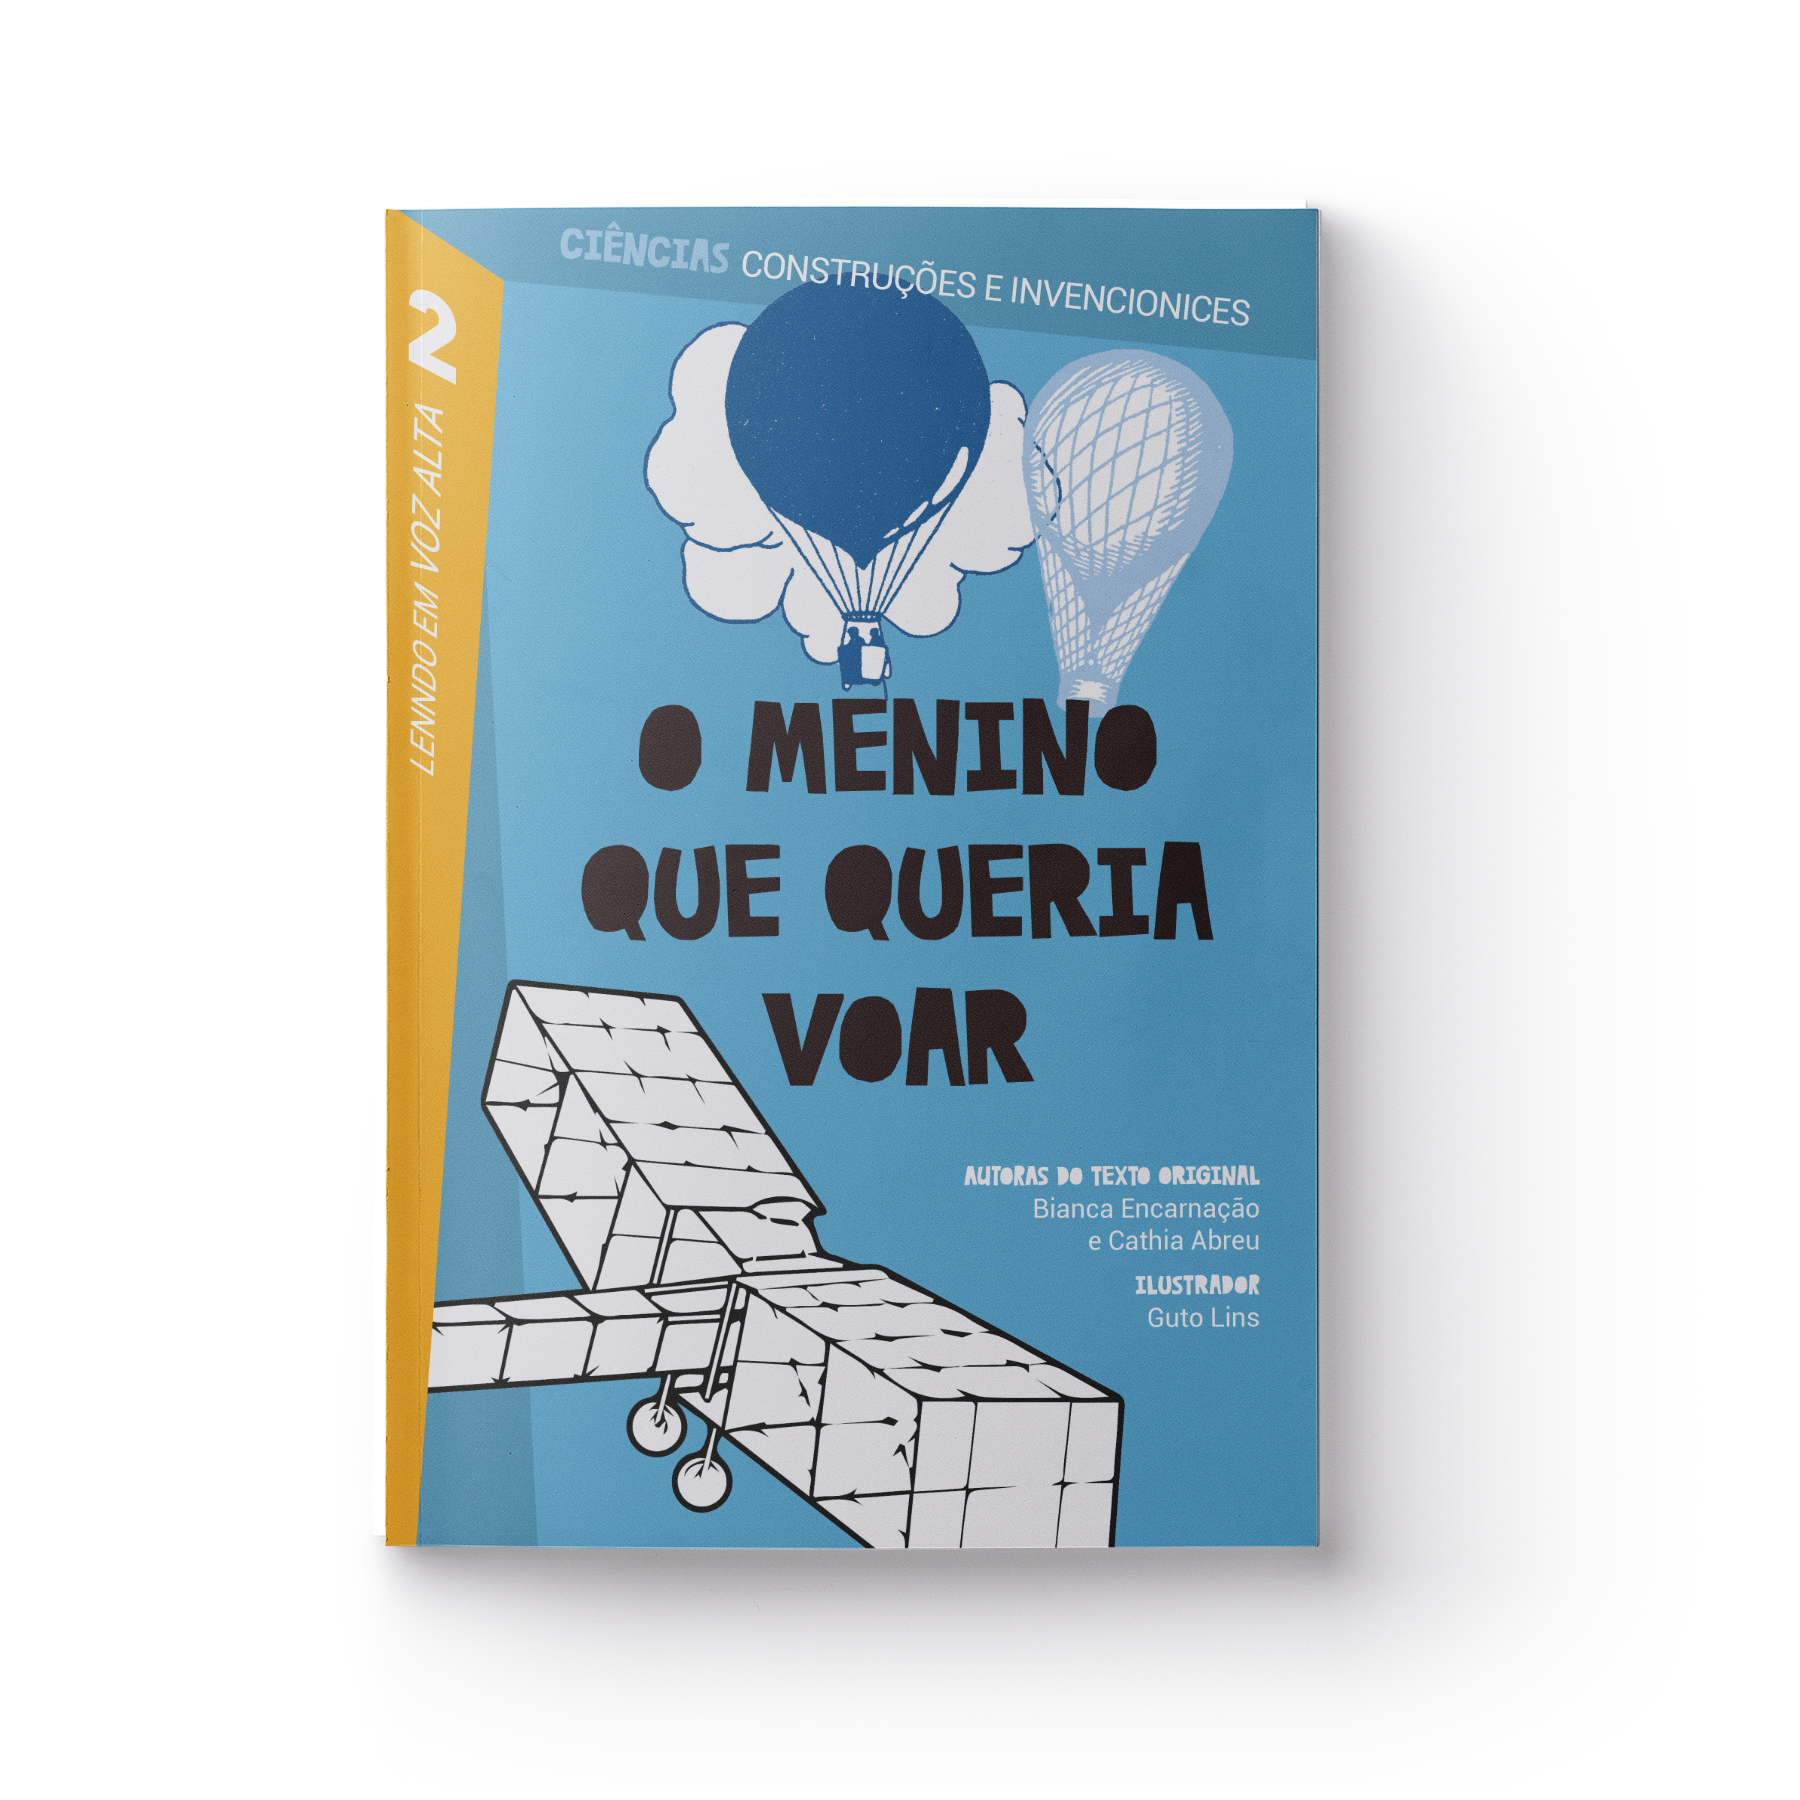 CIÊNCIAS CONSTRUÇÕES E INVENCIONICES
LENNDO EM VOZ ALTA 2
O MENINO
QUE QUERIA
VOAR
AUTORAS DO TEXTO ORIGINAL
Bianca Encarnação
e Cathia Abreu
ILUSTRADOR
Guto Lins